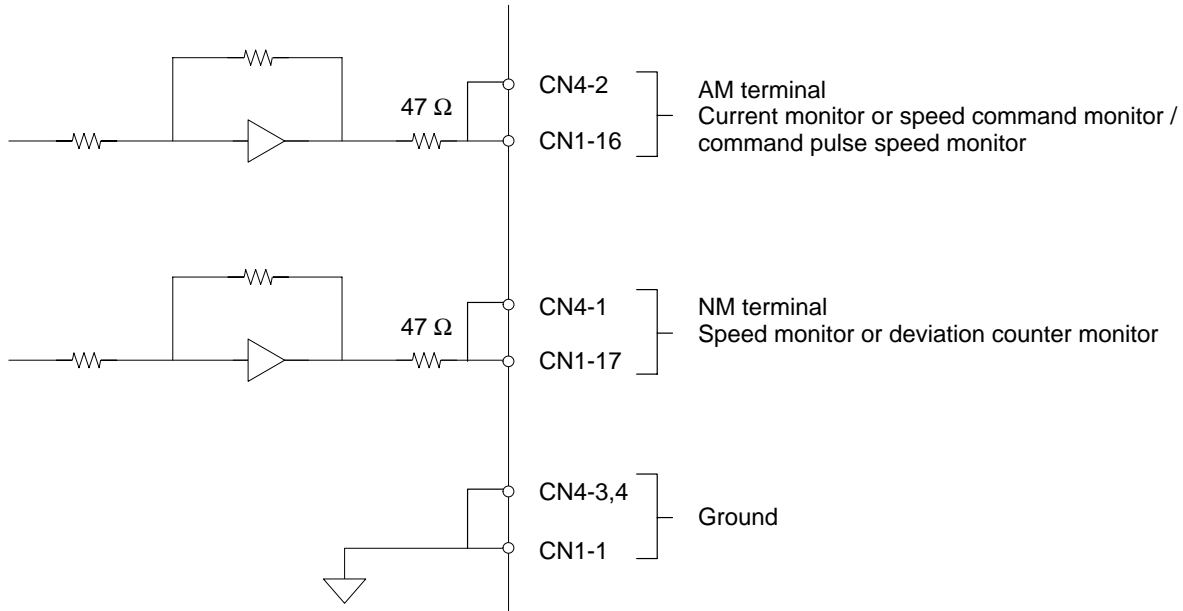 47 Ω
CN4-2
CN1-16
AM terminal
Current monitor or speed command monitor /
command pulse speed monitor
47 Ω
CN4-1
CN1-17
NM terminal
Speed monitor or deviation counter monitor
CN4-3,4
CN1-1
Ground